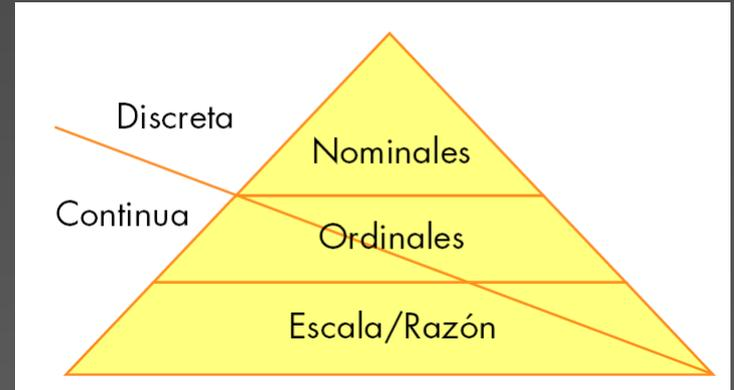 Discreta
Nominales
Continua
Ordinales
Escala/Razón